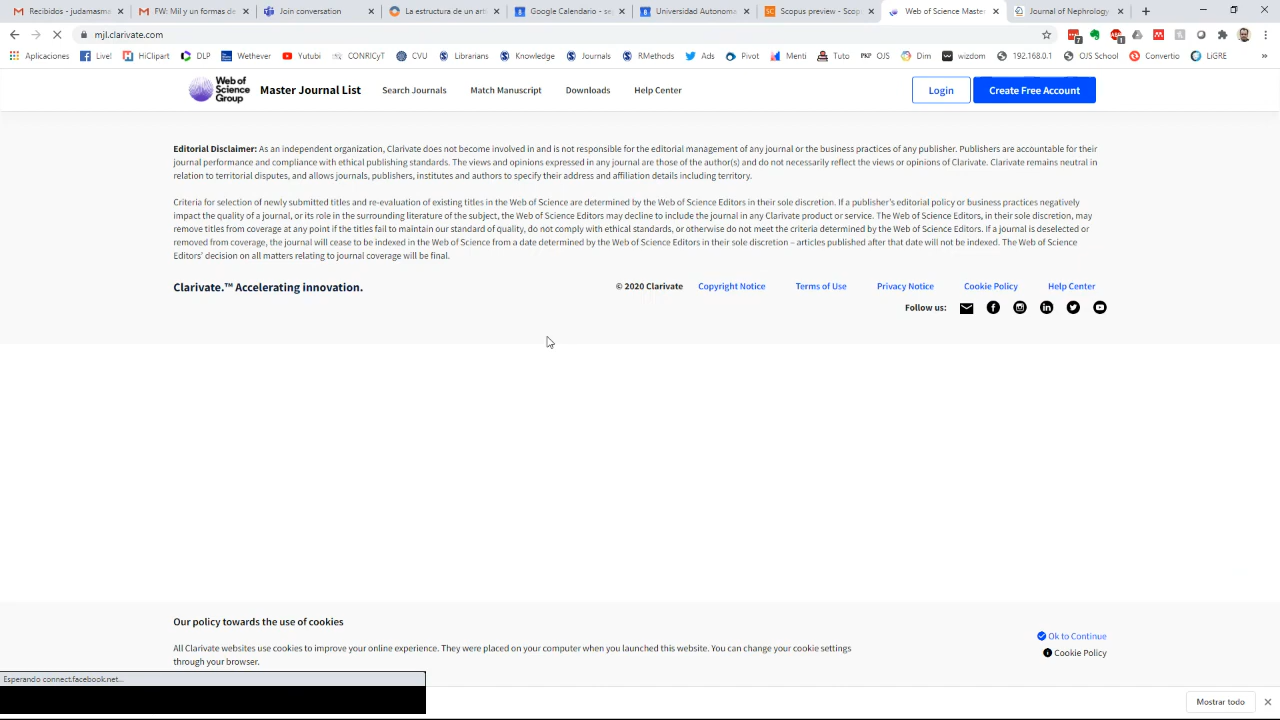 Recibidos - judamasma
FW: Mil y un formas de
Join conversation
La estructura de un arti
Google Calendar - se
Universidad Autonoma
Scopus preview - Scop
Web of Science Master
Journal of Nephrology
mjl.clarivate.com
Aplicaciones
Live!
HiClipart
DLP
Wethever
Yutubi
CONRICyT
CVU
Librarians
Knowledge
Journals
RMethods
Ads
Pivot
Menti
Tuto
OJS
Dim
wizdom
192.168.0.1
OJS School
Convertio
LiGRE
Web of Science Group
Master Journal List
Search Journals
Match Manuscript
Downloads
Help Center
Login
Create Free Account
Editorial Disclaimer: As an independent organization, Clarivate does not become involved in and is not responsible for the editorial management of any journal or the business practices of any publisher. Publishers are accountable for their
journal performance and compliance with ethical publishing standards. The views and opinions expressed in any journal are those of the author(s) and do not necessarily reflect the views or opinions of Clarivate. Clarivate remains neutral in
relation to territorial disputes, and allows journals, publishers, institutes and authors to specify their address and affiliation details including territory.
Criteria for selection of newly submitted titles and re-evaluation of existing titles in the Web of Science are determined by the Web of Science Editors in their sole discretion. If a publisher's editorial policy or business practices negatively
impact the quality of a journal, or its role in the surrounding literature of the subject, the Web of Science Editors may decline to include the journal in any Clarivate product or service. The Web of Science Editors, in their sole discretion, may
remove titles from coverage at any point if the titles fail to maintain our standard of quality, do not comply with ethical standards, or otherwise do not meet the criteria determined by the Web of Science Editors. If a journal is deselected or
removed from coverage, the journal will cease to be indexed in the Web of Science from a date determined by the Web of Science Editors in their sole discretion – articles published after that date will not be indexed. The Web of Science
Editors' decision on all matters relating to journal coverage will be final.
Clarivate.™ Accelerating innovation.
© 2020 Clarivate
Copyright Notice
Terms of Use
Privacy Notice
Cookie Policy
Help Center
Follow us:
Our policy towards the use of cookies
All Clarivate websites use cookies to improve your online experience. They were placed on your computer when you launched this website. You can change your cookie settings
through your browser.
Ok to Continue
Cookie Policy
Esperando connect.facebook.net...
Mostrar todo